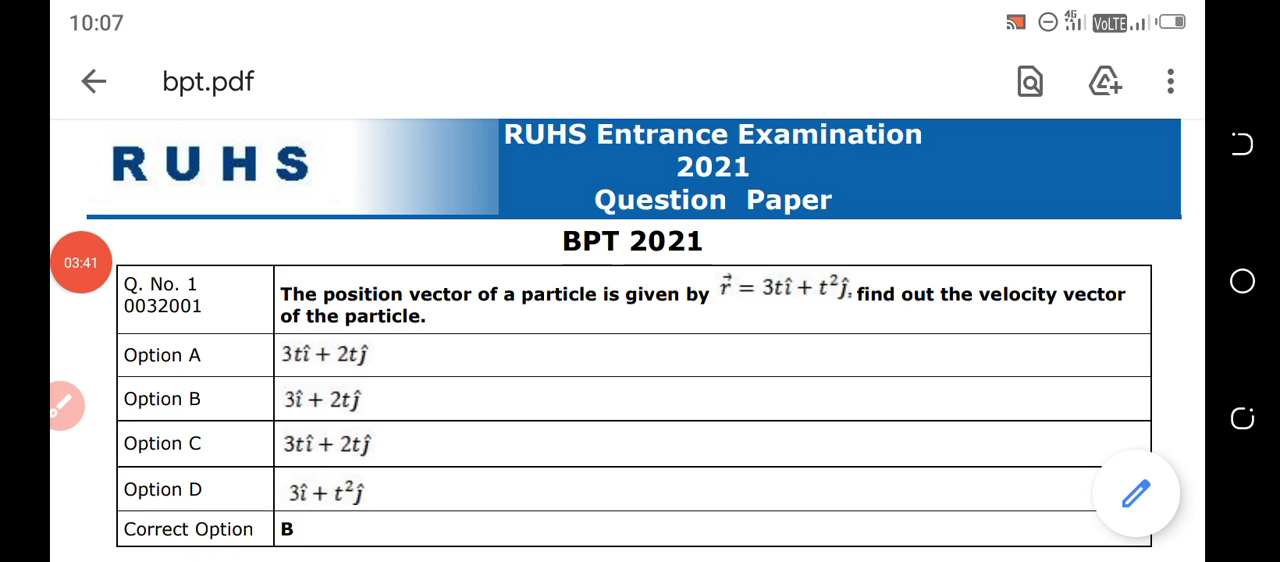 10:07
4G VoLTE
bpt.pdf
RUHS
RUHS Entrance Examination
2021
Question Paper
BPT 2021
03:41
Q. No. 1
0032001
The position vector of a particle is given by r⃗ = 3tî + t²ĵ, find out the velocity vector
of the particle.
Option A 3tî + 2tĵ
Option B 3î + 2tĵ
Option C 3tî + 2tĵ
Option D 3î + t²ĵ
Correct Option B